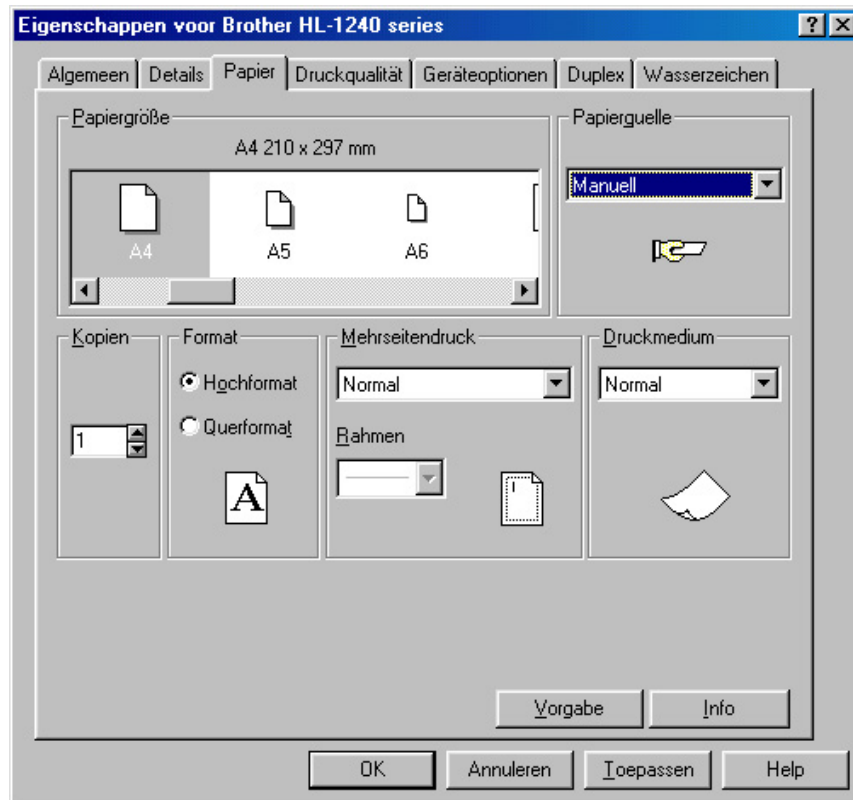 Eigenschappen voor Brother HL-1240 series
Algemeen Details Papier Druckqualität Geräteoptionen Duplex Wasserzeichen
Papiergröße
A4 210 x 297 mm
A4 A5 A6
Papierguelle
Manuell
Kopien
1
Format
Hochformat
Querformat
A
Mehrseitendruck
Normal
Rahmen
1
Druckmedium
Normal
Vorgabe Info
OK Annuleren Toepassen Help